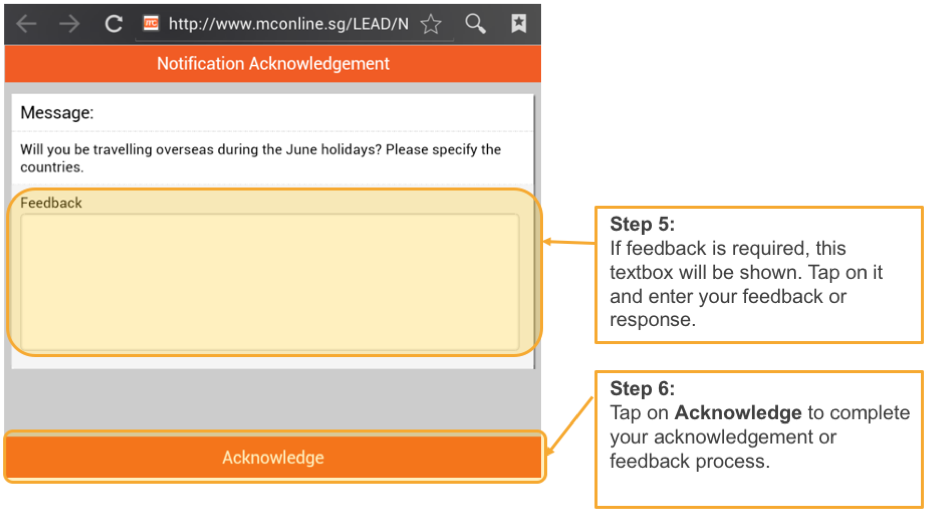 http://www.mconline.sg/LEAD/N
Notification Acknowledgement
Message:
Will you be travelling overseas during the June holidays? Please specify the
countries.
Feedback
Step 5:
If feedback is required, this
textbox will be shown. Tap on it
and enter your feedback or
response.
Step 6:
Tap on Acknowledge to complete
your acknowledgement or
feedback process.
Acknowledge